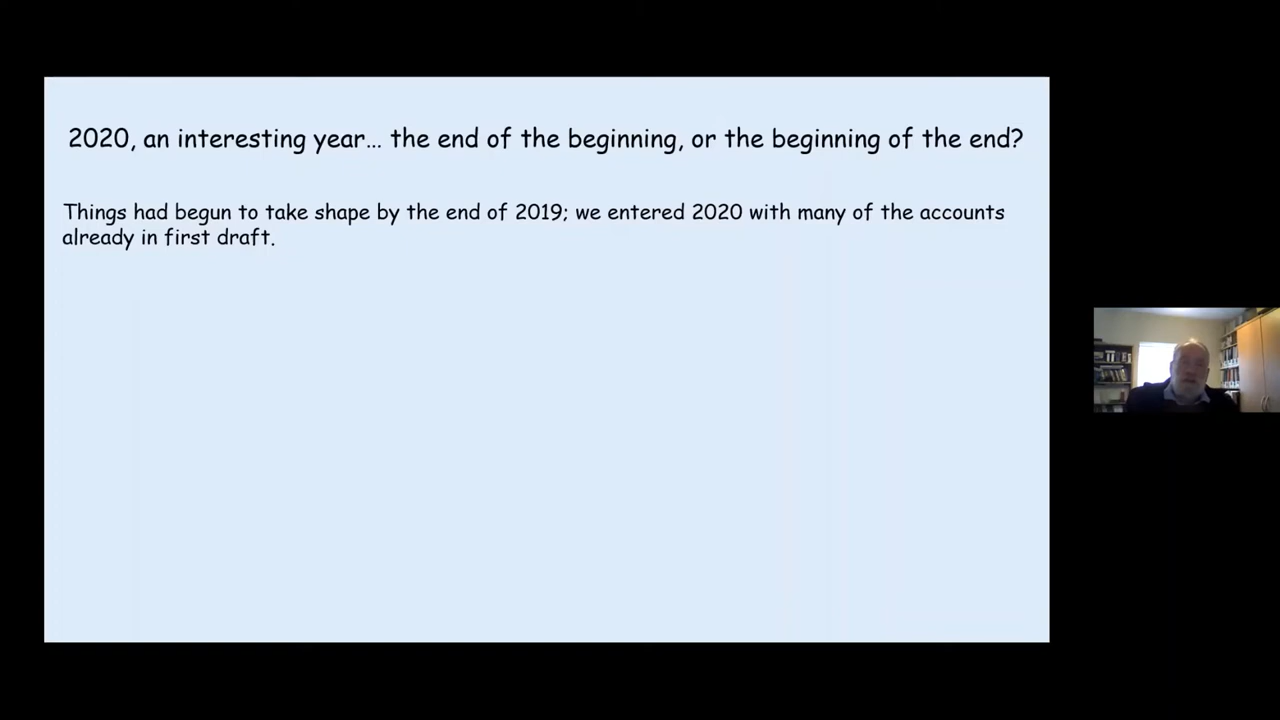 2020, an interesting year... the end of the beginning, or the beginning of the end?
Things had begun to take shape by the end of 2019; we entered 2020 with many of the accounts
already in first draft.